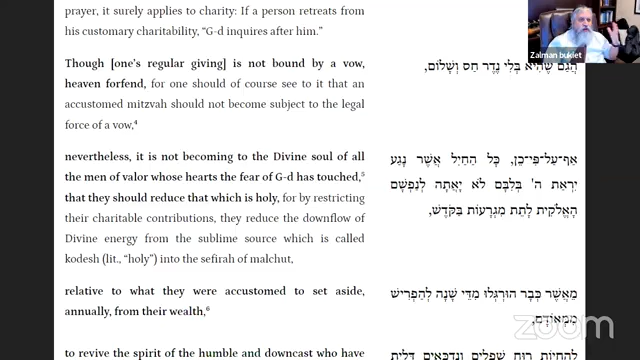 prayer, it surely applies to charity: If a person retreats from
his customary charitability, “G-d inquires after him.”
Though [one’s regular giving] is not bound by a vow,
heaven forfend, for one should of course see to it that an
accustomed mitzvah should not become subject to the legal
force of a vow,4
nevertheless, it is not becoming to the Divine soul of all
the men of valor whose hearts the fear of G-d has touched,5
that they should reduce that which is holy, for by restricting
their charitable contributions, they reduce the downflow of
Divine energy from the sublime source which is called
kodesh (lit., “holy”) into the sefirah of malchut,
relative to what they were accustomed to set aside,
annually, from their wealth,6
to revive the spirit of the humble and downcast who have
Zalman bukiet
הֲגַם שֶׁהִיא בְּלִי נֶדֶר חַס וְשָׁלוֹם,
אַף־עַל־פִּי־כֵן, כָּל הַחַיִל אֲשֶׁר נָגַע
יִרְאַת ה' בְּלִבָּם לֹא יָאֲתָה לְנַפְשָׁם
הָאֱלֹקִית לָתֵת מִגְרָעוֹת בַּקֹּדֶשׁ,
מֵאֲשֶׁר כְּבָר הוּרְגְּלוּ מִדֵּי שָׁנָה לְהַפְרִישׁ
מִמְּאוֹדָם,
לְהַחֲיוֹת רוּחַ שְׁפָלִים וְנִדְכָּאִים דְּלֵית
zoom